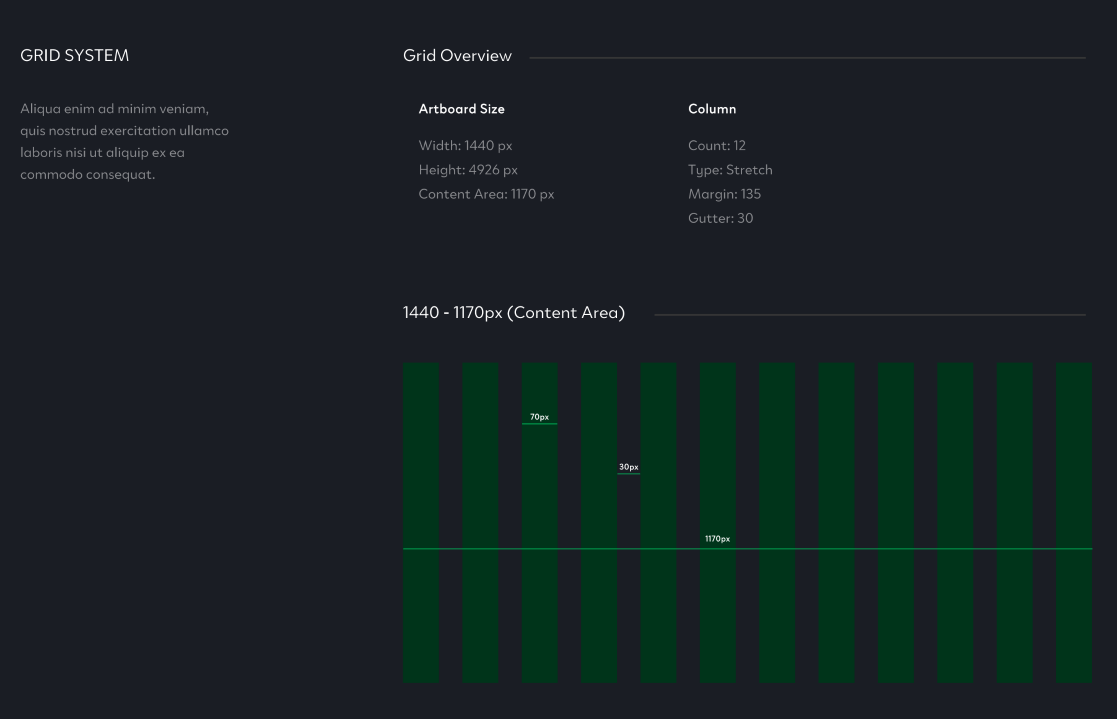 GRID SYSTEM
Aliqua enim ad minim veniam,
quis nostrud exercitation ullamco
laboris nisi ut aliquip ex ea
commodo consequat.
Grid Overview
Artboard Size
Width: 1440 px
Height: 4926 px
Content Area: 1170 px
Column
Count: 12
Type: Stretch
Margin: 135
Gutter: 30
1440 - 1170px (Content Area)
70px
30px
1170px